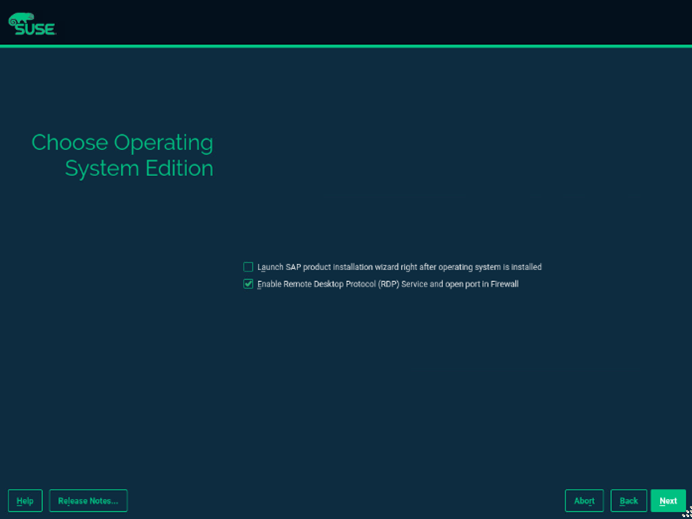 SUSE
Choose Operating
System Edition
Launch SAP product installation wizard right after operating system is installed
Enable Remote Desktop Protocol (RDP) Service and open port in Firewall
Help
Release Notes...
Abort
Back
Next